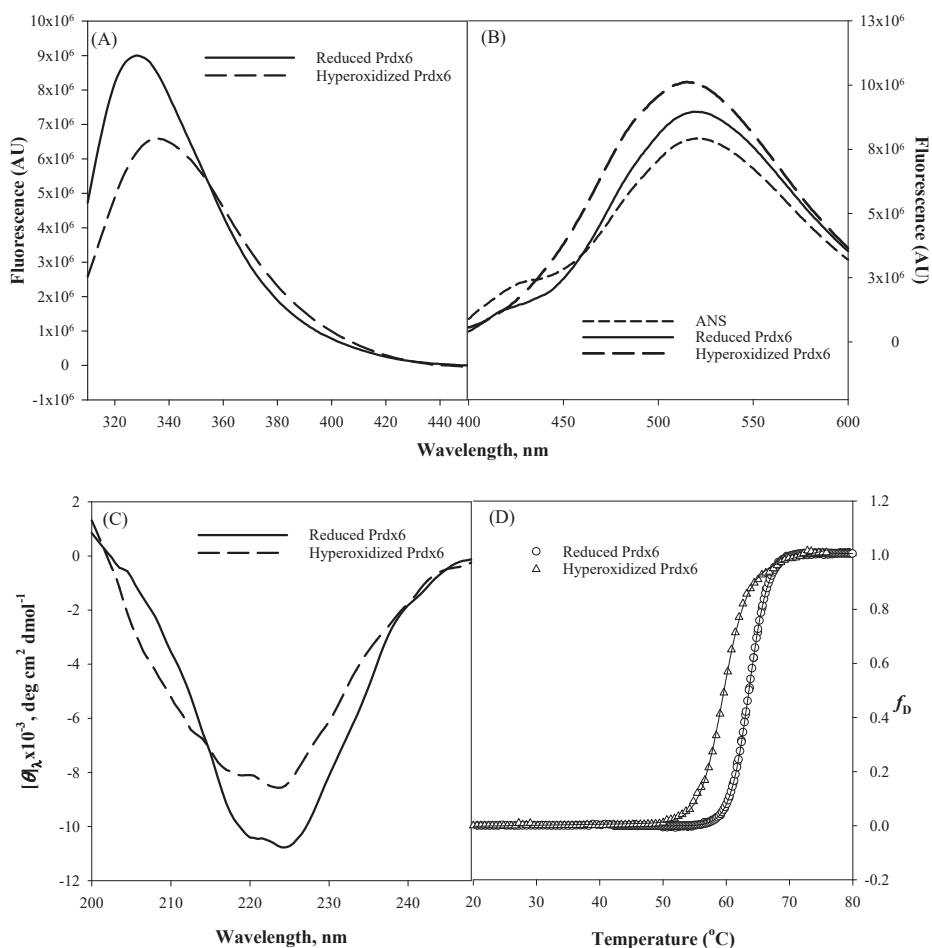 (A)
Reduced Prdx6
Hyperoxidized Prdx6
10x10⁶
9x10⁶
8x10⁶
7x10⁶
6x10⁶
5x10⁶
4x10⁶
3x10⁶
2x10⁶
1x10⁶
0
-1x10⁶
Fluorescence (AU)
320 340 360 380 400 420 440
(B)
ANS
Reduced Prdx6
Hyperoxidized Prdx6
13x10⁶
10x10⁶
8x10⁶
5x10⁶
3x10⁶
0
Fluorescence (AU)
400 450 500 550 600
Wavelength, nm
(C)
Reduced Prdx6
Hyperoxidized Prdx6
2
0
-2
-4
-6
-8
-10
-12
[θ]λ x10⁻³, deg cm² dmol⁻¹
200 210 220 230 240
Wavelength, nm
(D)
Reduced Prdx6
Hyperoxidized Prdx6
1.2
1.0
0.8
0.6
0.4
0.2
0.0
-0.2
fD
20 30 40 50 60 70 80
Temperature (°C)